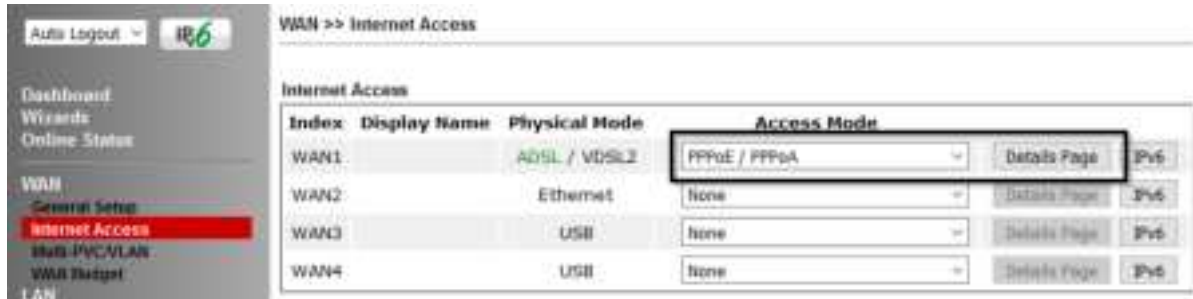 Auto Logout IPv6
WAN >> Internet Access
Dashboard
Wizards
Online Status
WAN
General Setup
Internet Access
Multi-PVC/VLAN
WAN Budget
LAN
Internet Access
Index Display Name Physical Mode Access Mode
WAN1 ADSL / VDSL2 PPPoE / PPPoA Details Page IPv6
WAN2 Ethernet None Details Page IPv6
WAN3 USB None Details Page IPv6
WAN4 USB None Details Page IPv6